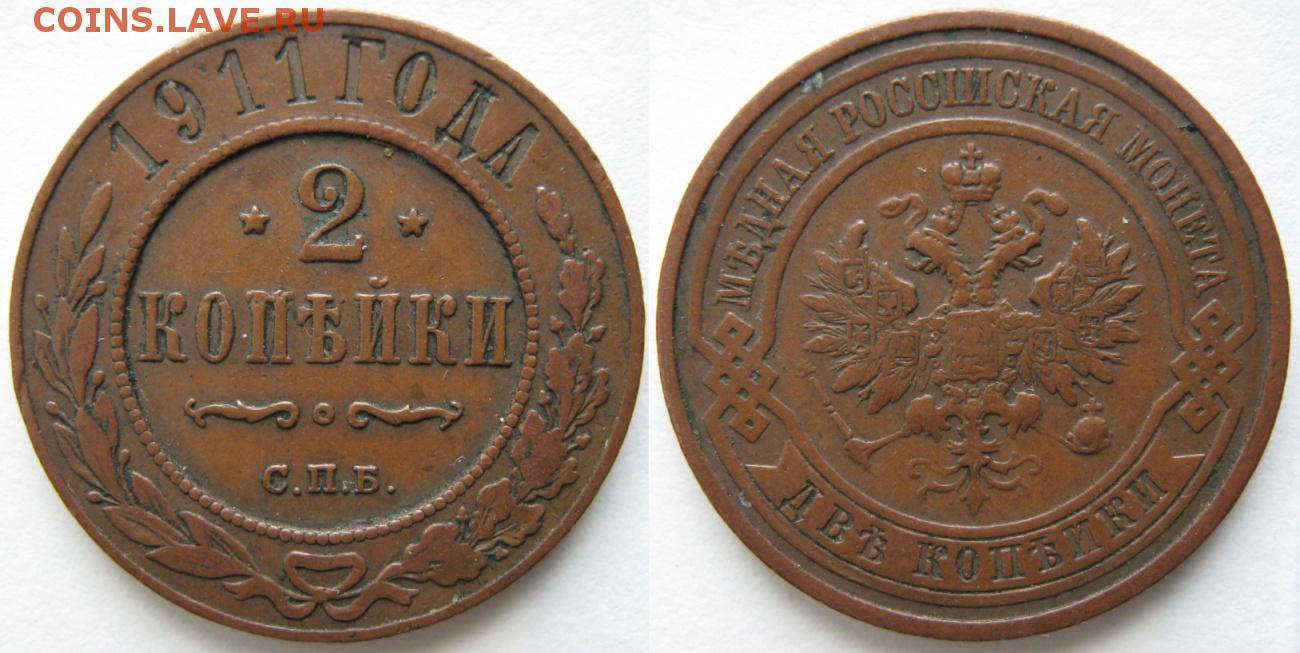 COINS.LAVE.RU
1911 ГОДА
2
КОПѢЙКИ
С.П.Б.
МѢДНАЯ РОССІЙСКАЯ МОНЕТА
ДВѢ КОПѢЙКИ